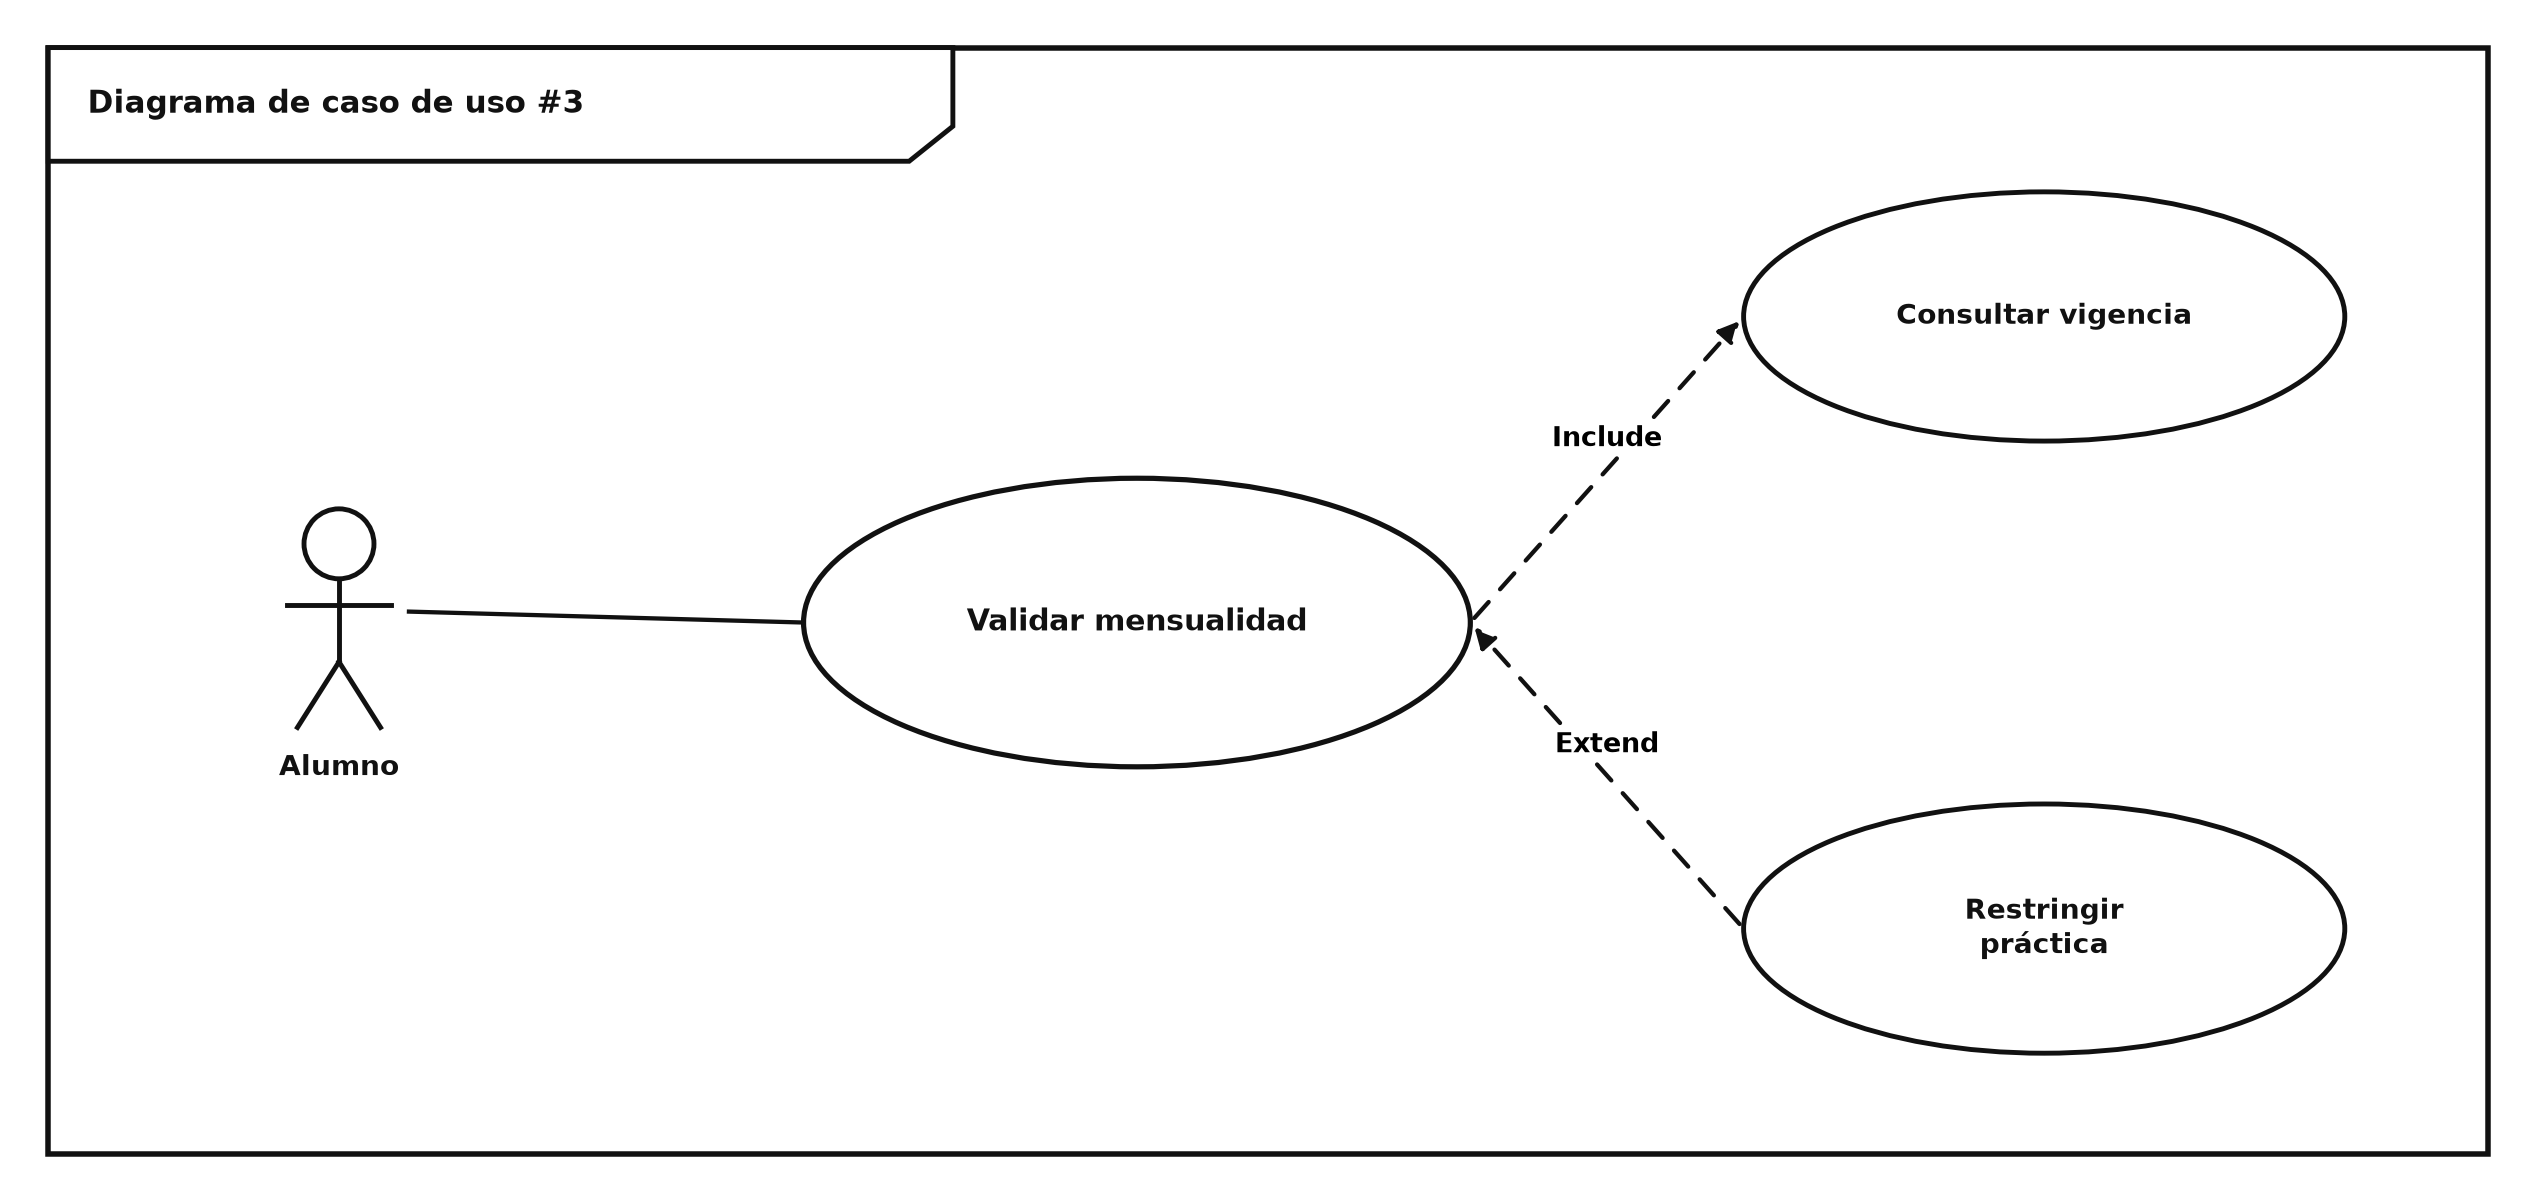 Diagrama de caso de uso #3
Consultar vigencia
Include
Validar mensualidad
Extend
Alumno
Restringir
práctica